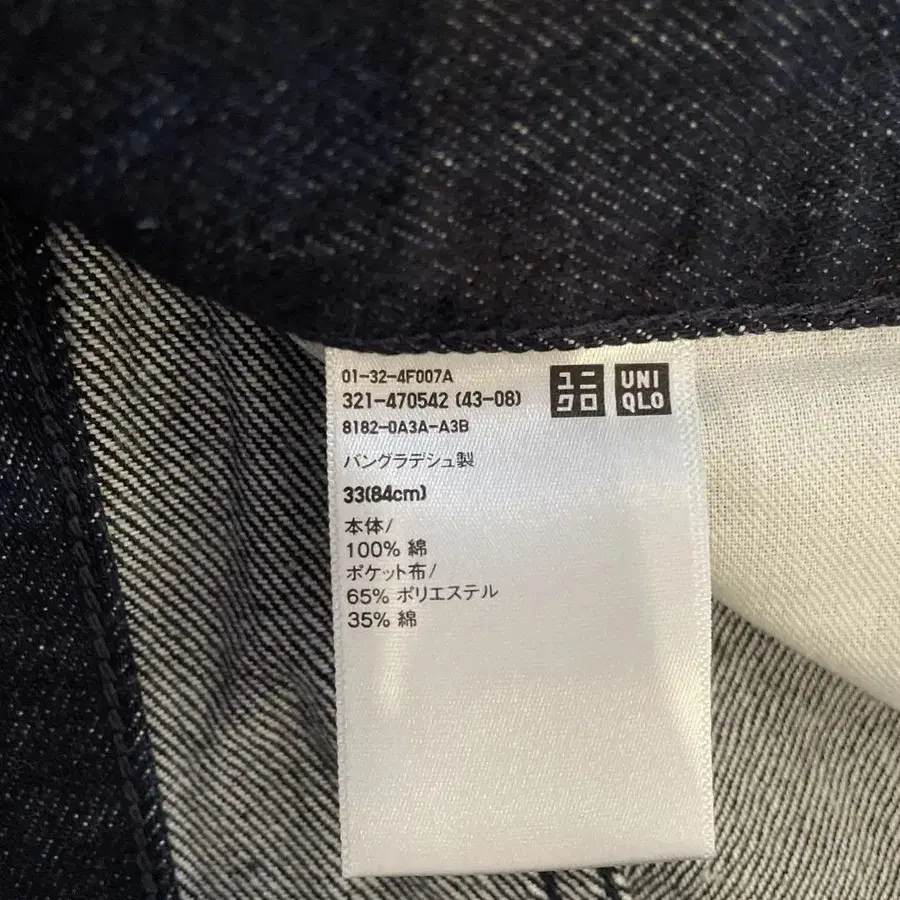 01-32-4F007A
321-470542 (43-08)
8182-0A3A-A3B
ユニ
クロ
UNI
QLO
バングラデシュ製
33(84cm)
本体/
100% 綿
ポケット布/
65% ポリエステル
35% 綿